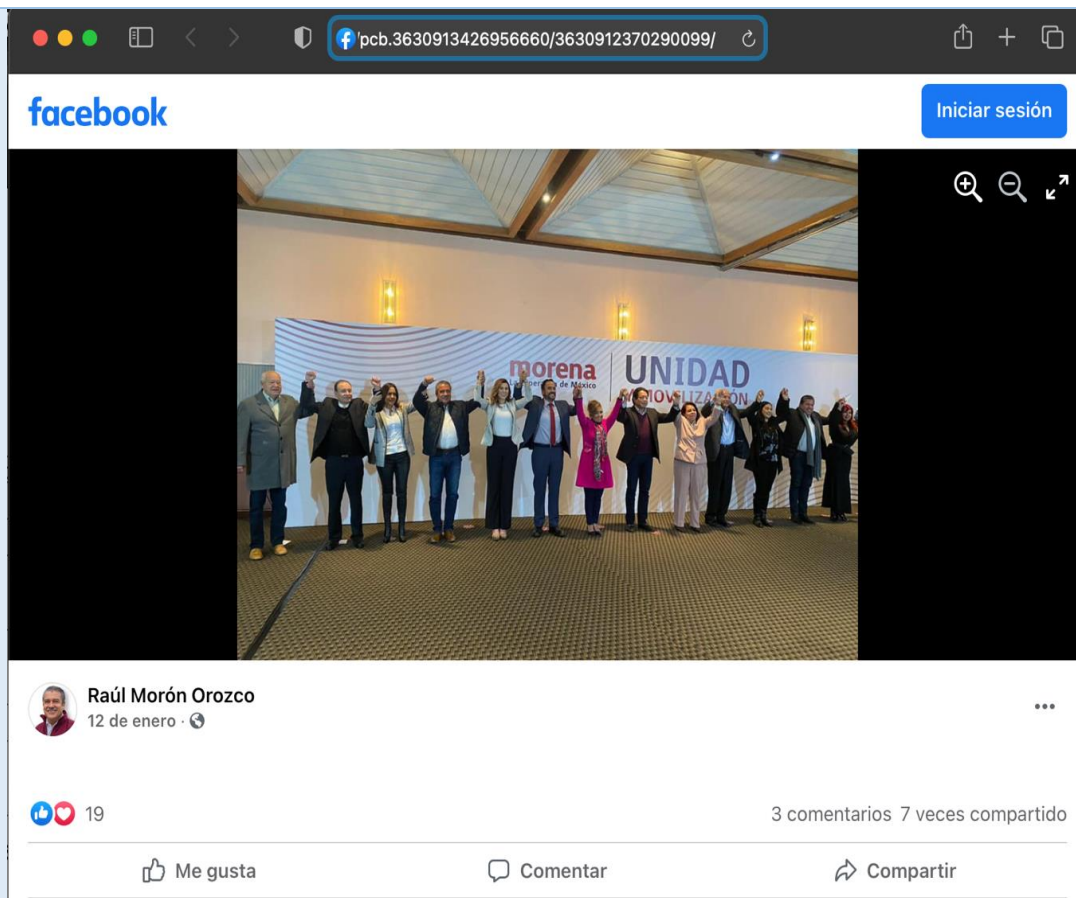 pcb.3630913426956660/3630912370290099/
facebook
Iniciar sesión
morena
La esperanza de México
UNIDAD
Y MOVILIZACIÓN
Raúl Morón Orozco
12 de enero ·
19
3 comentarios 7 veces compartido
Me gusta
Comentar
Compartir